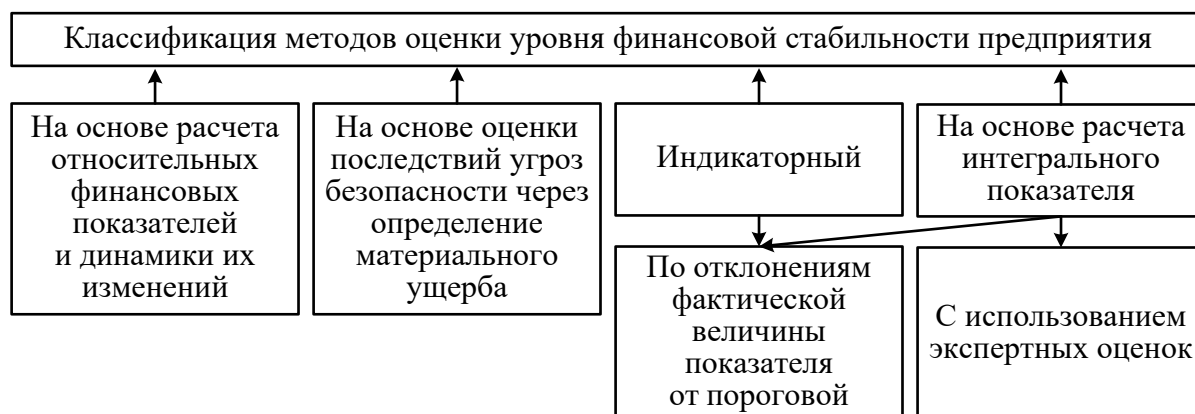 Классификация методов оценки уровня финансовой стабильности предприятия
На основе расчета
относительных
финансовых
показателей
и динамики их
изменений
На основе оценки
последствий угроз
безопасности через
определение
материального
ущерба
Индикаторный
На основе расчета
интегрального
показателя
По отклонениям
фактической
величины
показателя
от пороговой
С использованием
экспертных оценок